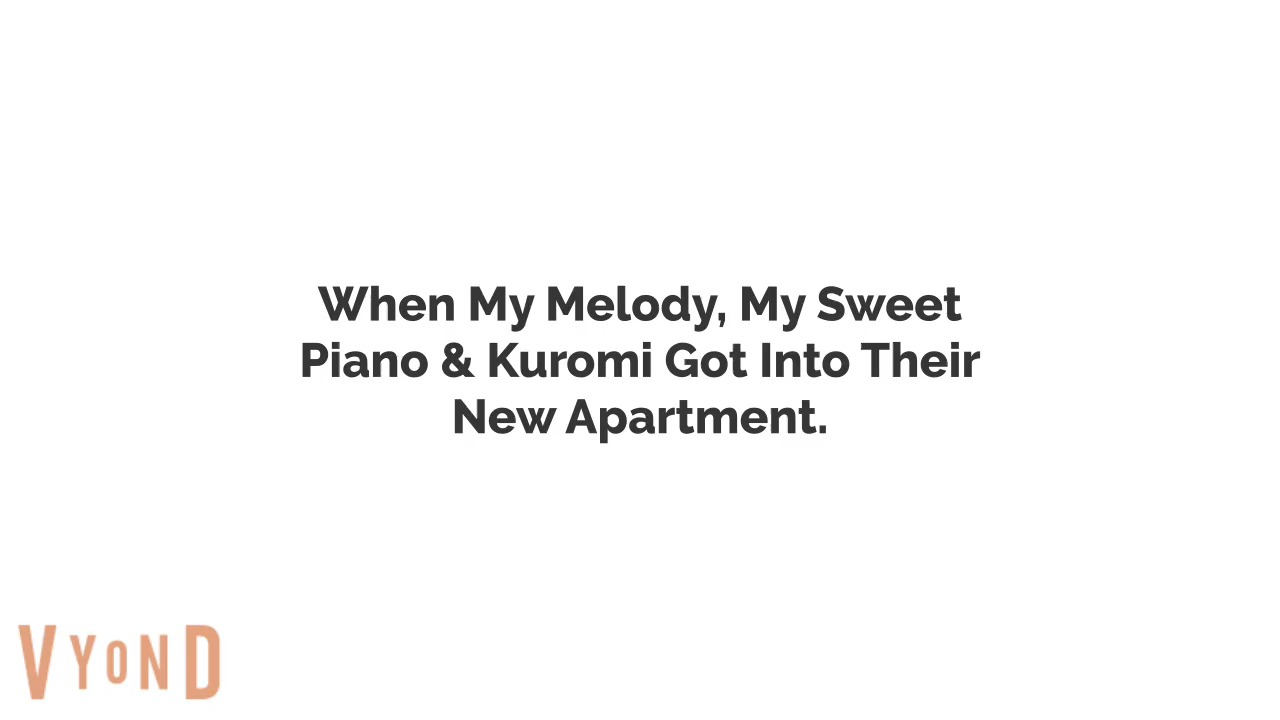 When My Melody, My Sweet
Piano & Kuromi Got Into Their
New Apartment.
VYOND